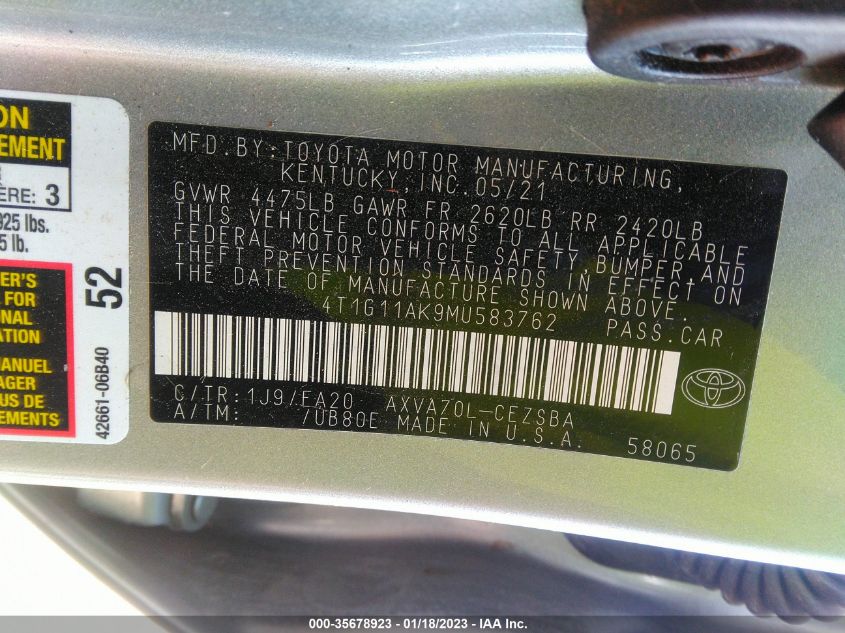 ON
EMENT
R
ÈRE: 3
925 lbs.
5 lb.
ER'S
FOR
NAL
ATION
MANUEL
AGER
US DE
EMENTS
52
42661-06B40
MFD.BY:TOYOTA MOTOR MANUFACTURING,
KENTUCKY,INC.05/21
GVWR 4475LB GAWR FR 2620LB RR 2420LB
THIS VEHICLE CONFORMS TO ALL APPLICABLE
FEDERAL MOTOR VEHICLE SAFETY,BUMPER AND
THEFT PREVENTION STANDARDS IN EFFECT ON
THE DATE OF MANUFACTURE SHOWN ABOVE.
4T1G11AK9MU583762 PASS.CAR
C/TR:1J9/FA20 AXVA70L-CEZSBA
A/TM: /UB80E MADE IN U.S.A.
58065
000-35678923 - 01/18/2023 - IAA Inc.